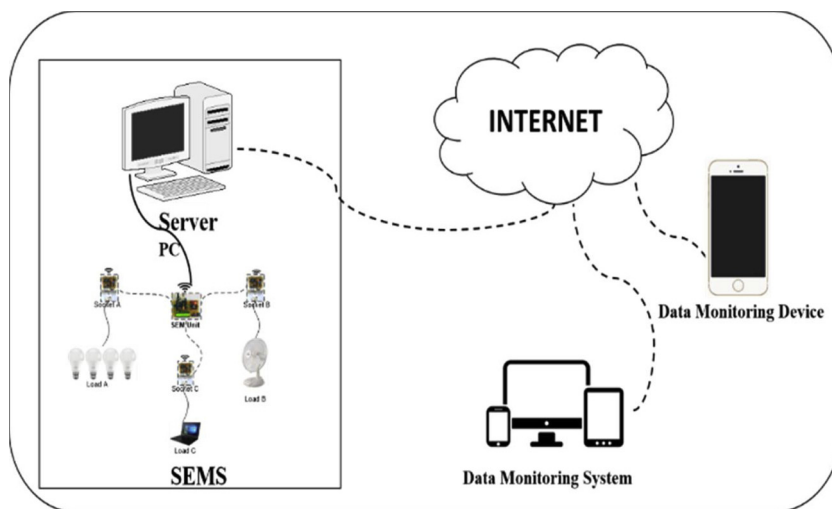 INTERNET
Server
PC
Socket A
Socket B
SEM Unit
Data Monitoring Device
Load A
Socket C
Load B
Load C
SEMS
Data Monitoring System